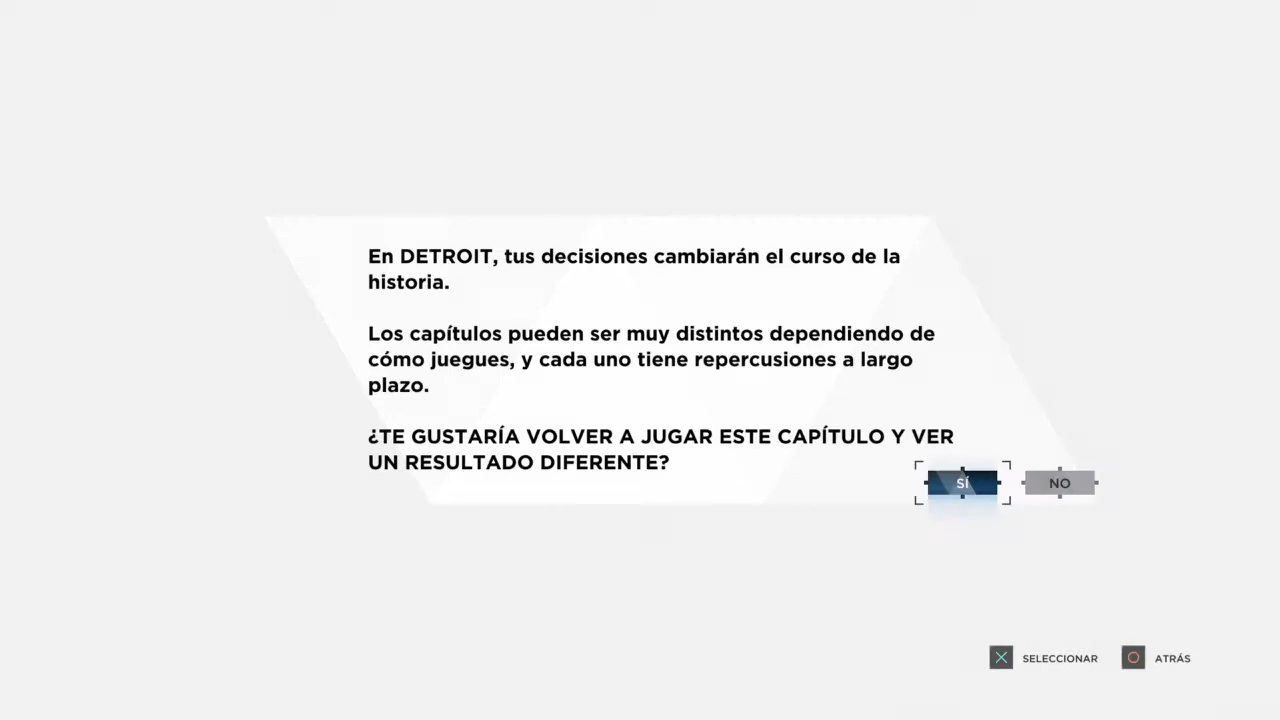 En DETROIT, tus decisiones cambiarán el curso de la
historia.
Los capítulos pueden ser muy distintos dependiendo de
cómo juegues, y cada uno tiene repercusiones a largo
plazo.
¿TE GUSTARÍA VOLVER A JUGAR ESTE CAPÍTULO Y VER
UN RESULTADO DIFERENTE?
SÍ NO
SELECCIONAR ATRÁS